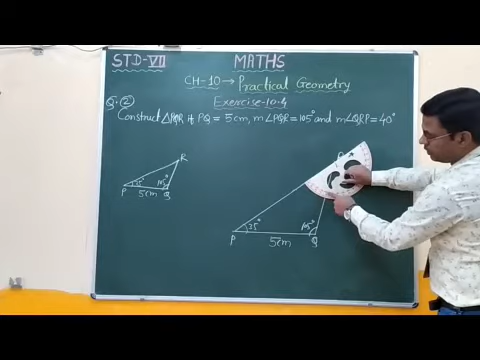 STD-VII MATHS
CH-10 → Practical Geometry
Exercise-10.4
Q.② Construct △PQR if PQ = 5cm, m∠PQR = 105° and m∠QRP = 40°
R
35° 105°
P 5cm Q
35° 105°
P 5cm Q